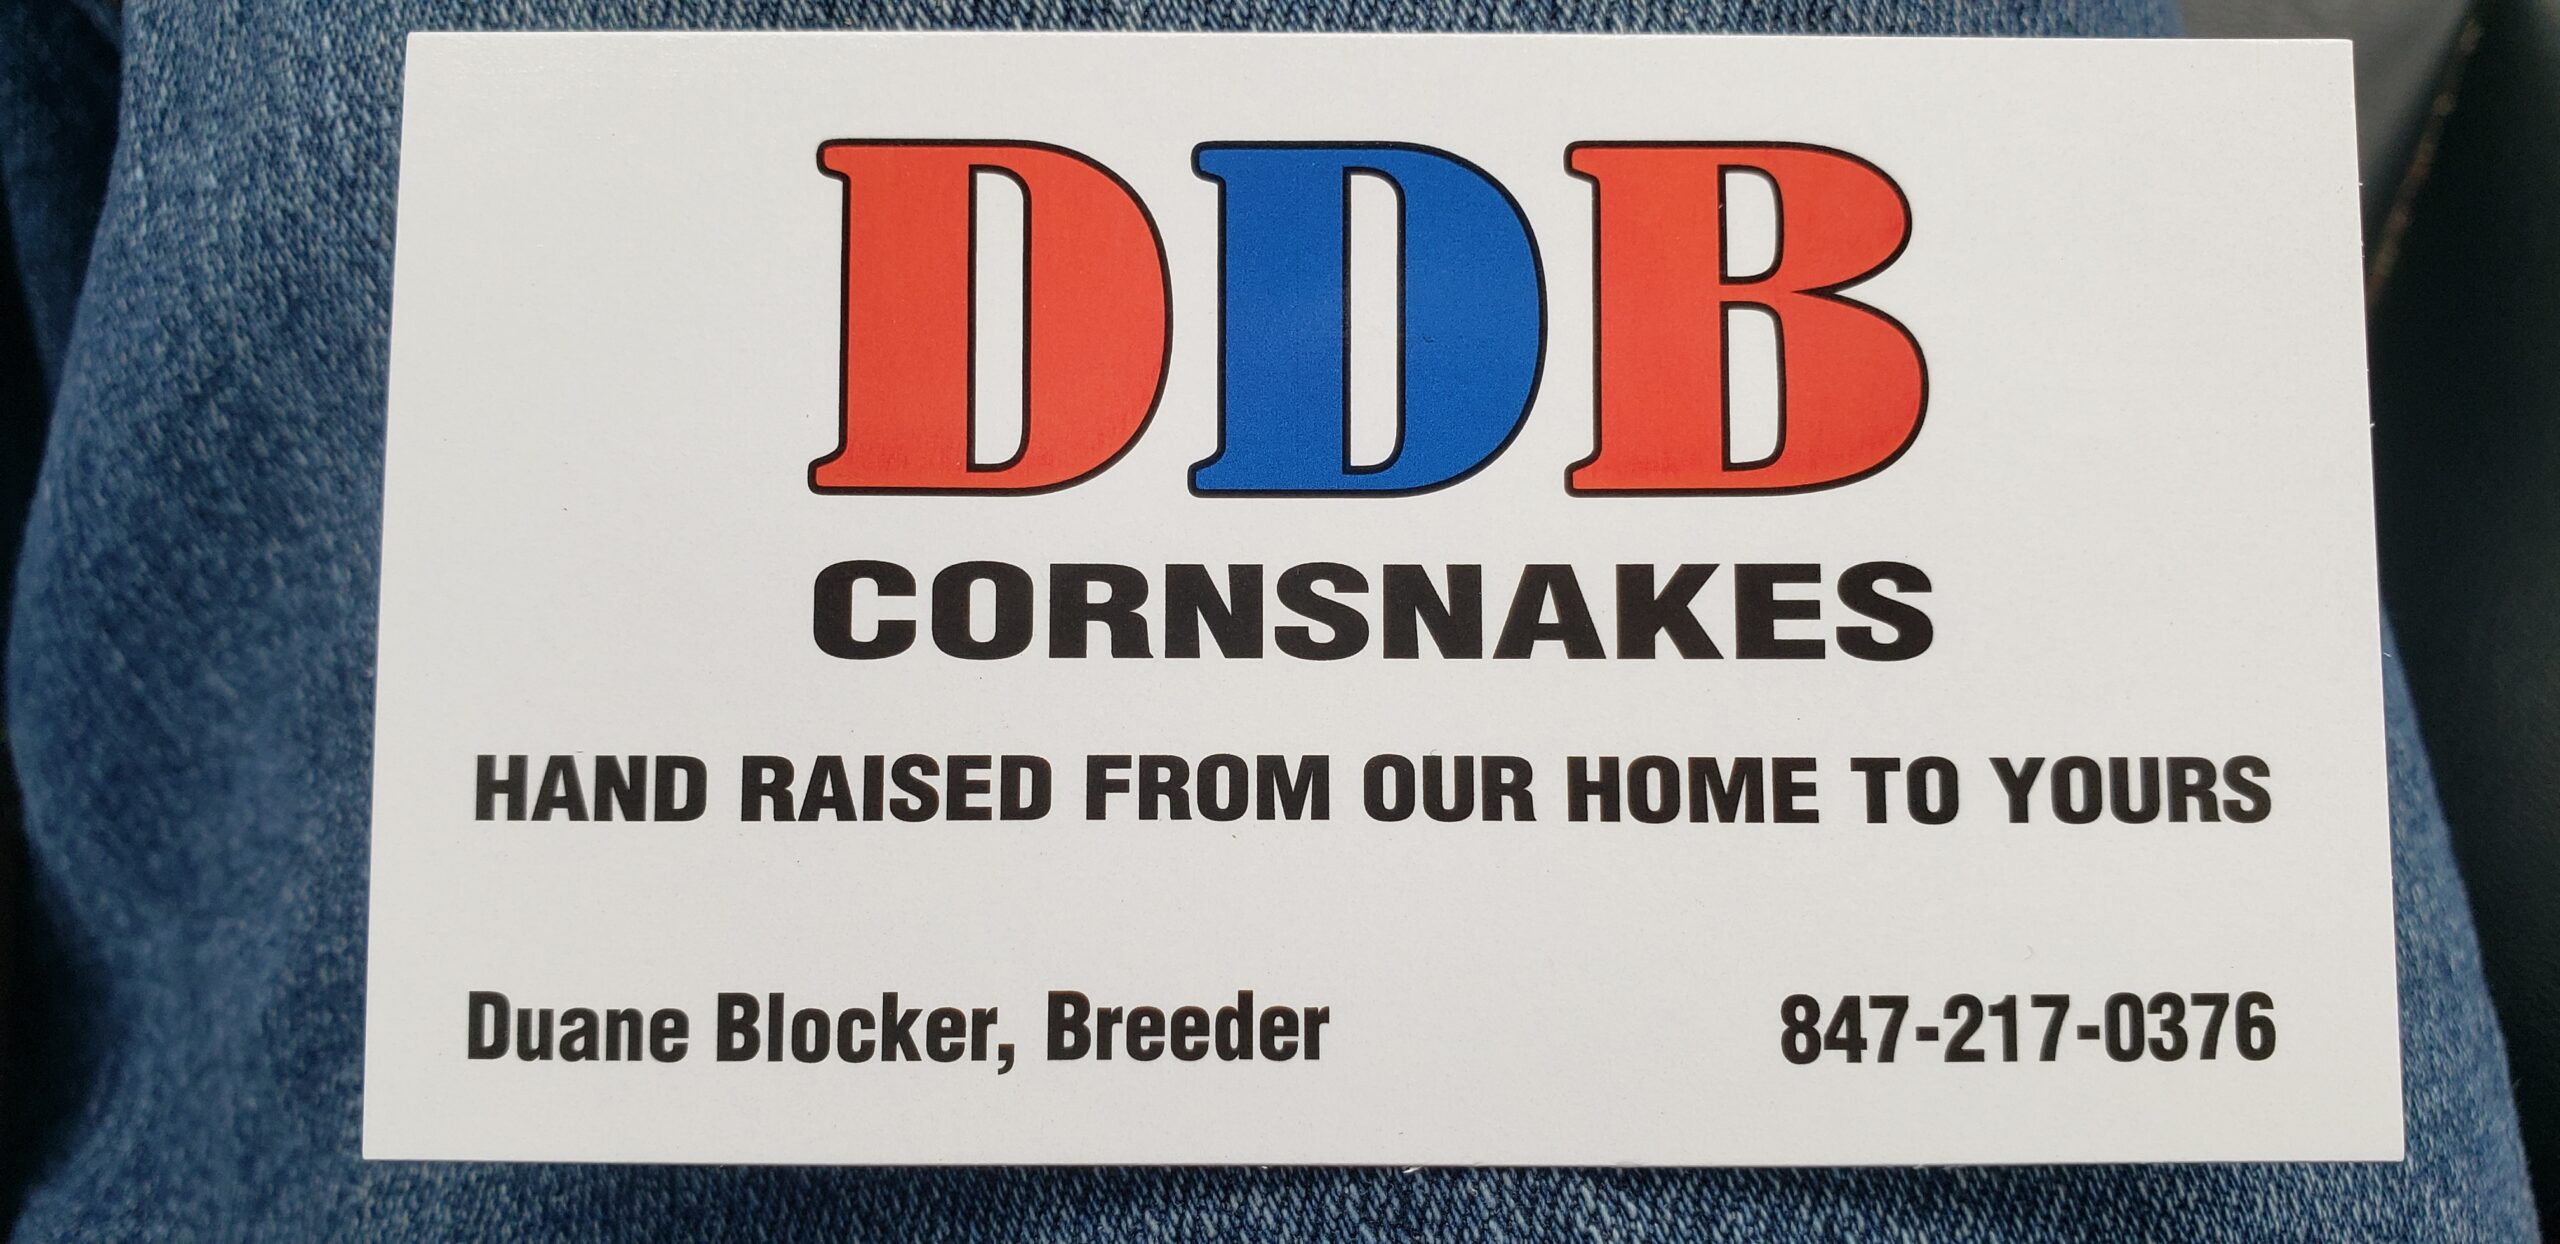 DDB
CORNSNAKES
HAND RAISED FROM OUR HOME TO YOURS
Duane Blocker, Breeder 847-217-0376